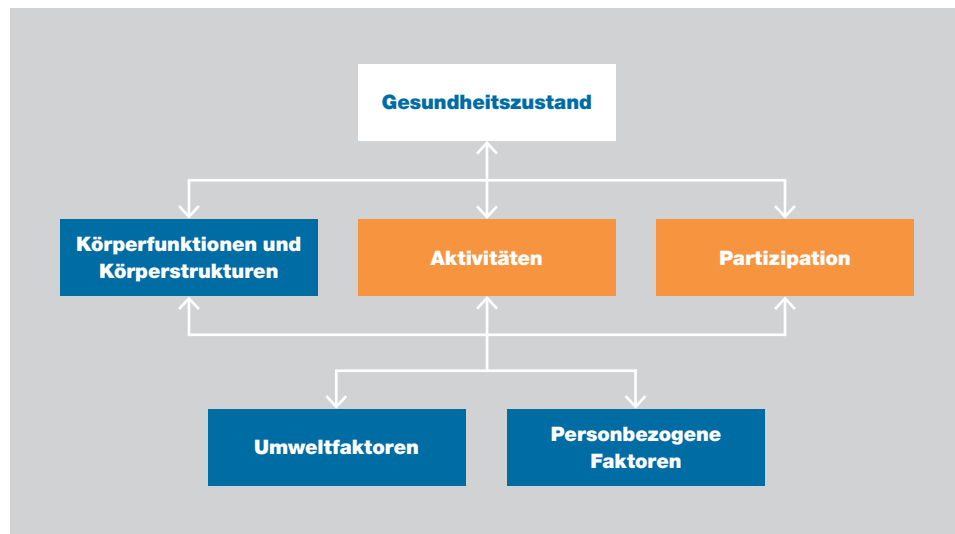 Gesundheitszustand
Körperfunktionen und
Körperstrukturen
Aktivitäten
Partizipation
Umweltfaktoren
Personbezogene
Faktoren